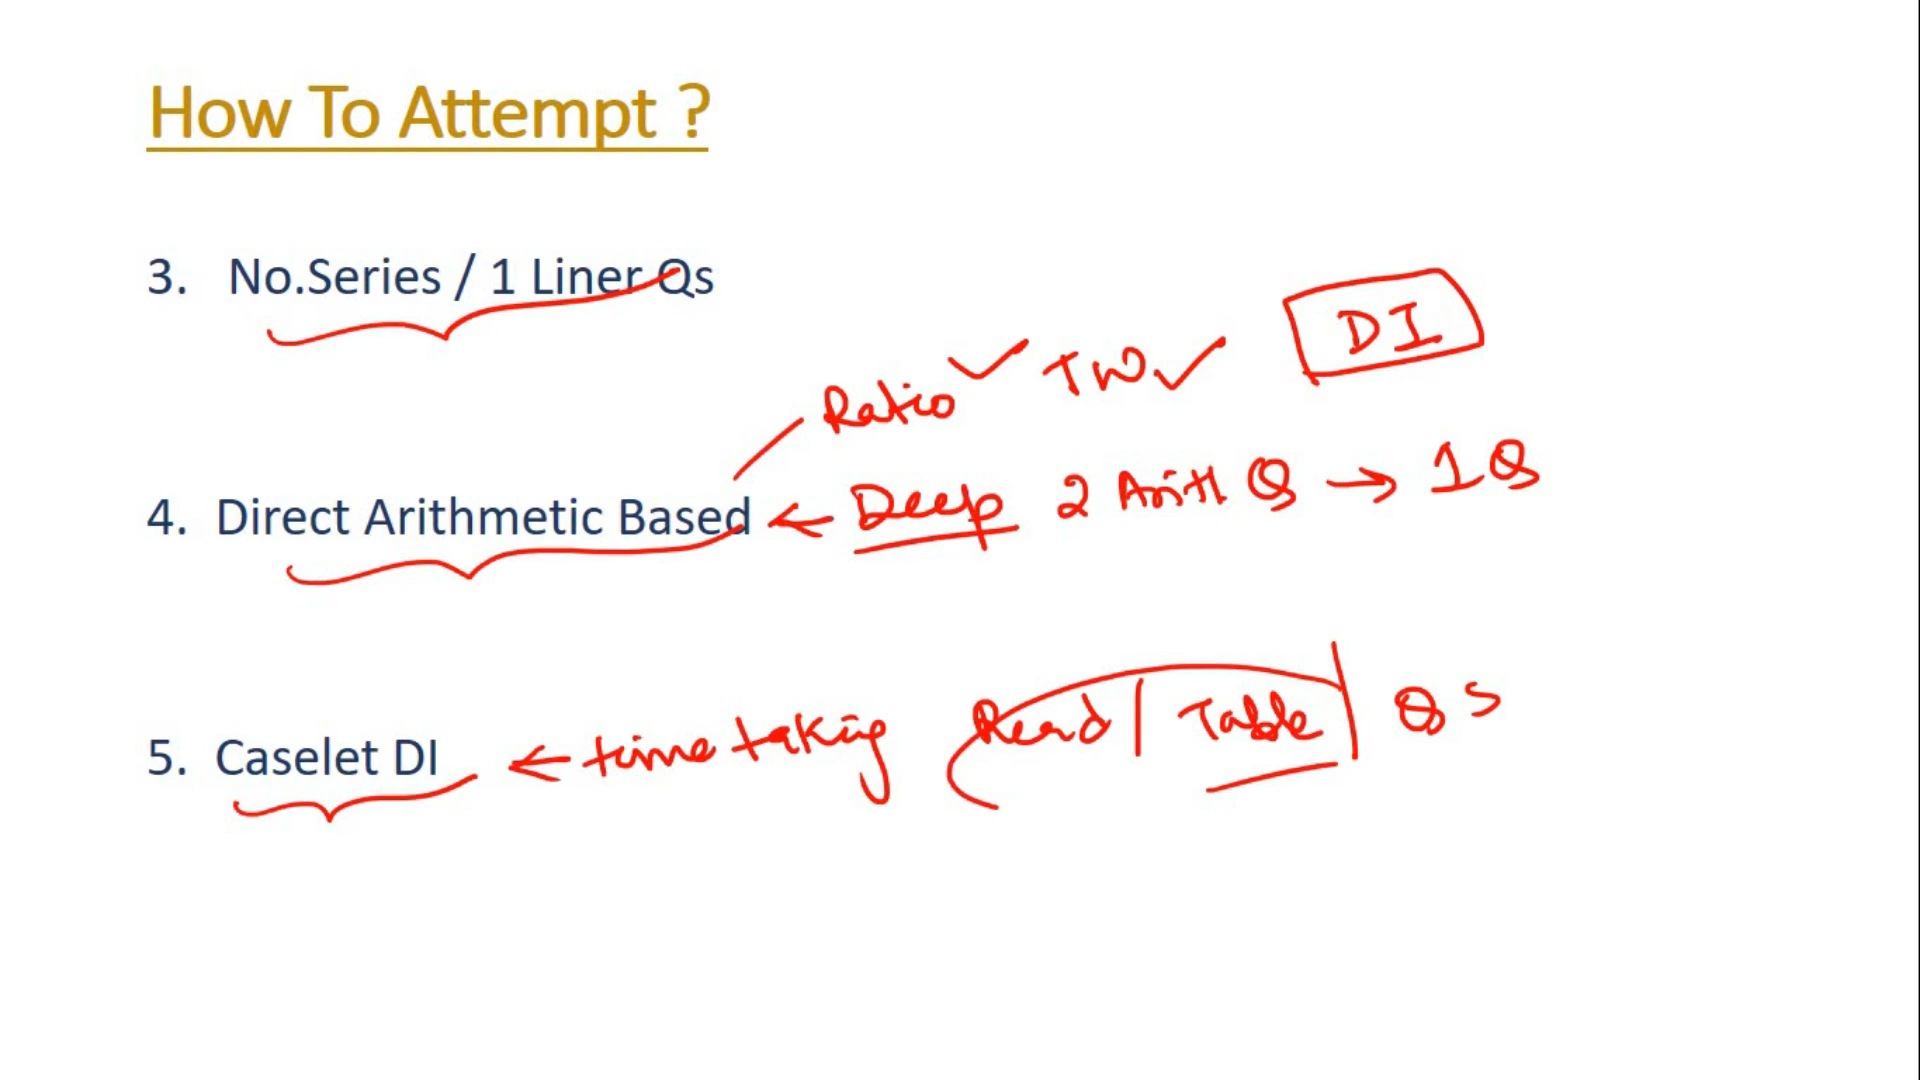 How To Attempt ?
3. No.Series / 1 Liner Qs
DI
Ratio TW
4. Direct Arithmetic Based ← Deep 2 Arith Q → 1Q
5. Caselet DI ← time taking Read | Table | Qs